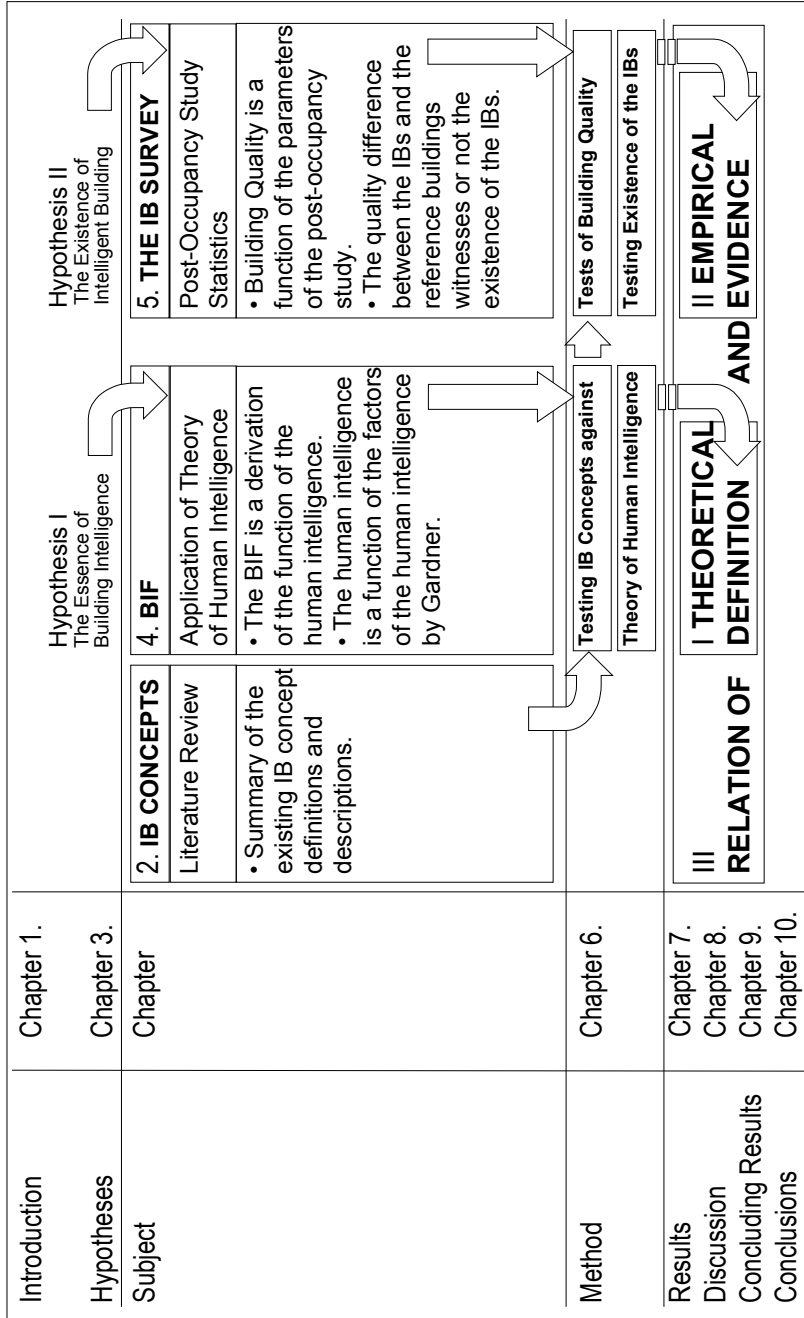 Introduction
Chapter 1.
Hypotheses
Chapter 3.
Hypothesis I
The Essence of
Building Intelligence
Hypothesis II
The Existence of
Intelligent Building
Subject
Chapter
2. IB CONCEPTS
Literature Review
• Summary of the
existing IB concept
definitions and
descriptions.
4. BIF
Application of Theory
of Human Intelligence
• The BIF is a derivation
of the function of the
human intelligence.
• The human intelligence
is a function of the factors
of the human intelligence
by Gardner.
5. THE IB SURVEY
Post-Occupancy Study
Statistics
• Building Quality is a
function of the parameters
of the post-occupancy
study.
• The quality difference
between the IBs and the
reference buildings
witnesses or not the
existence of the IBs.
Method
Chapter 6.
Testing IB Concepts against
Theory of Human Intelligence
Tests of Building Quality
Testing Existence of the IBs
Results
Chapter 7.
Discussion
Chapter 8.
Concluding Results
Chapter 9.
Conclusions
Chapter 10.
III
RELATION OF
I THEORETICAL
DEFINITION
AND
II EMPIRICAL
EVIDENCE